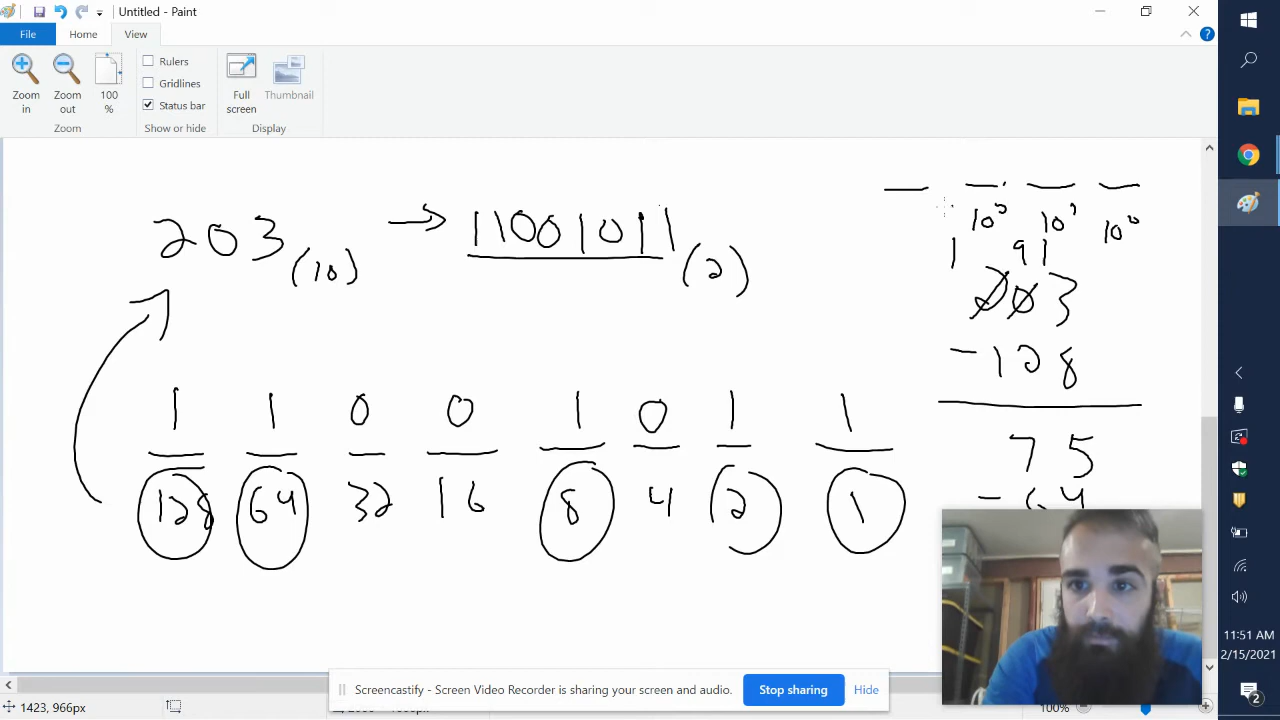 Untitled - Paint
File Home View
Zoom in
Zoom out
100 %
Rulers
Gridlines
Status bar
Full screen
Thumbnail
Zoom
Show or hide
Display
203 (10) → 11001011 (2)
1 1 0 0 1 0 1 1
128 64 32 16 8 4 2 1
10¹ 10⁰
1 9 1
203
-128
75
- 64
Screencastify - Screen Video Recorder is sharing your screen and audio.
Stop sharing
Hide
1423, 966px
100%
11:51 AM
2/15/2021
2